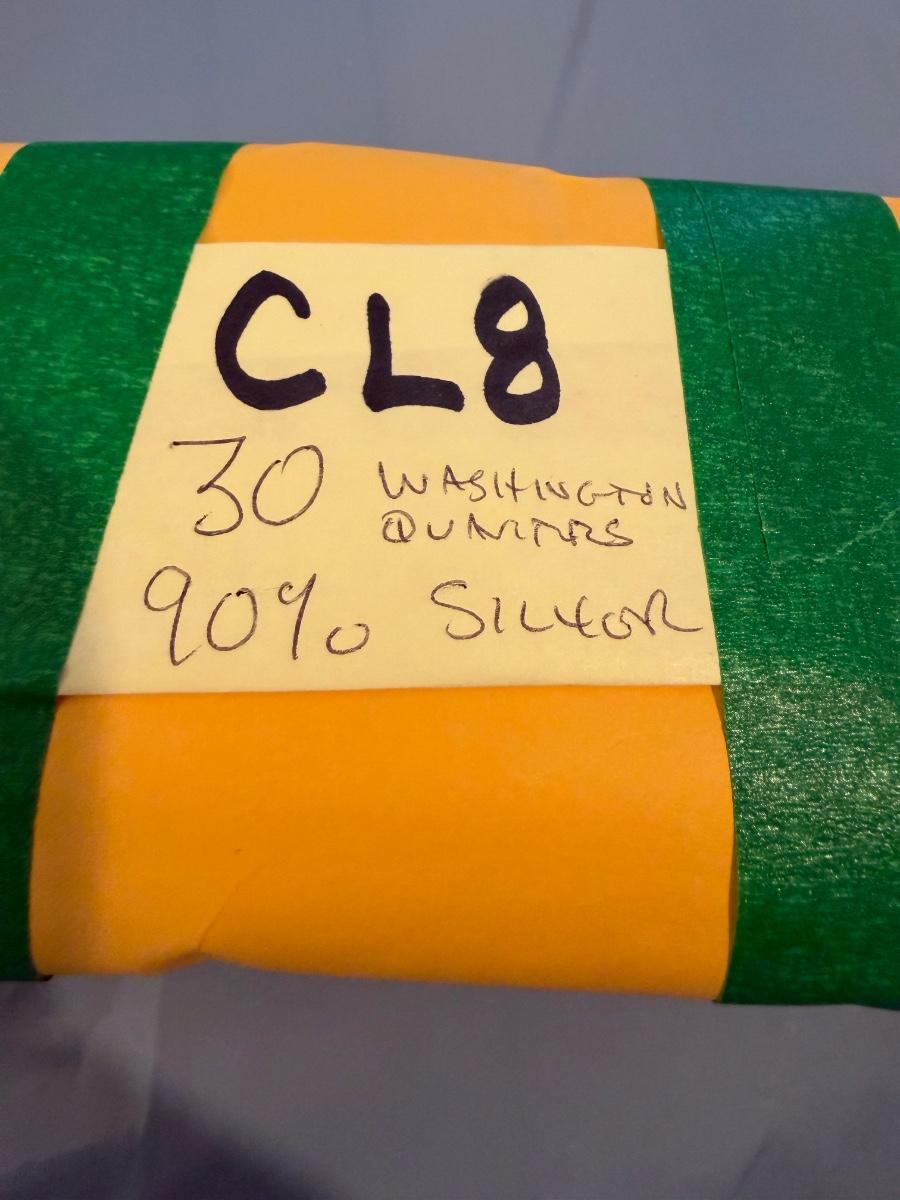 CL8
30 WASHINGTON
QUARTERS
90% SILVER